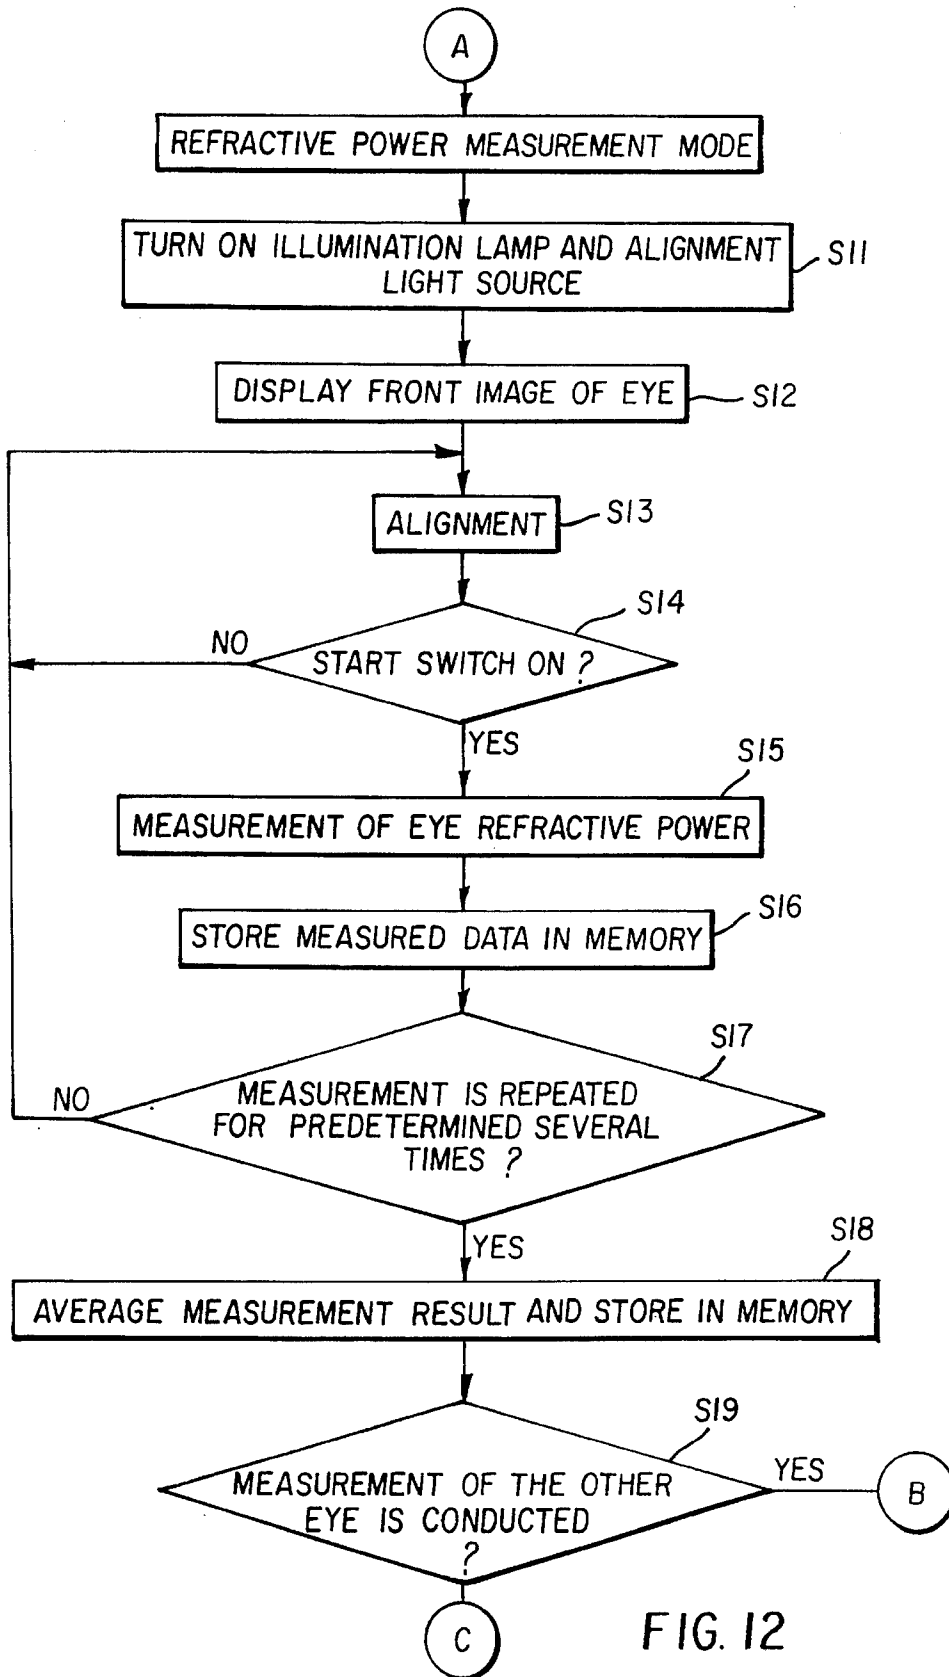 A
REFRACTIVE POWER MEASUREMENT MODE
TURN ON ILLUMINATION LAMP AND ALIGNMENT
LIGHT SOURCE
S11
DISPLAY FRONT IMAGE OF EYE
S12
ALIGNMENT
S13
S14
NO
START SWITCH ON ?
YES
S15
MEASUREMENT OF EYE REFRACTIVE POWER
S16
STORE MEASURED DATA IN MEMORY
S17
NO
MEASUREMENT IS REPEATED
FOR PREDETERMINED SEVERAL
TIMES ?
YES
S18
AVERAGE MEASUREMENT RESULT AND STORE IN MEMORY
S19
MEASUREMENT OF THE OTHER
EYE IS CONDUCTED
?
YES
B
C
FIG. 12